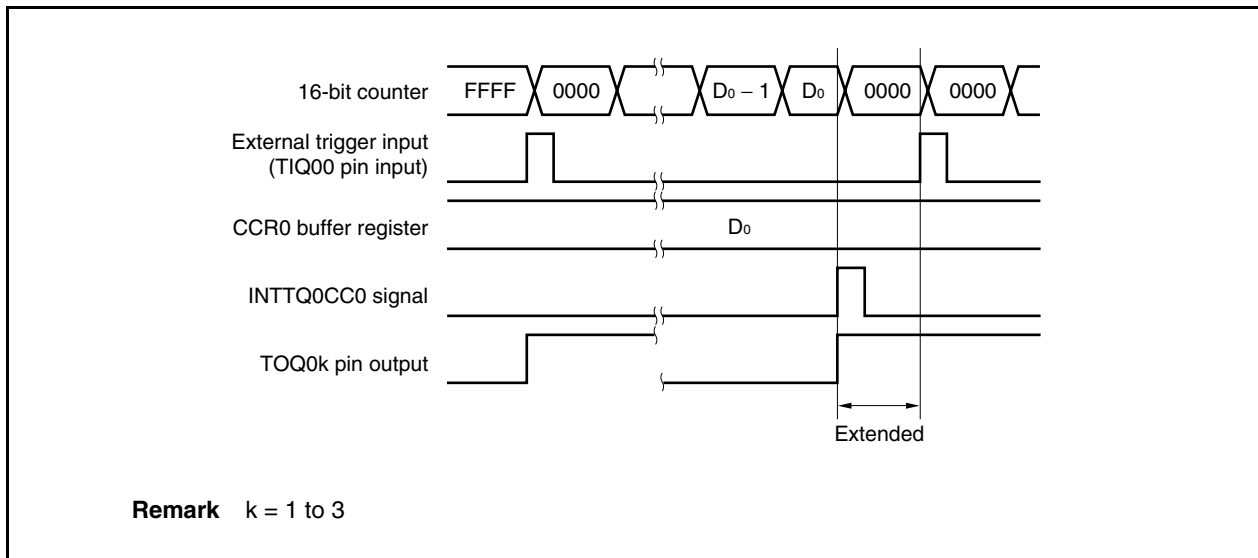 16-bit counter FFFF 0000 D0 − 1 D0 0000 0000
External trigger input
(TIQ00 pin input)
CCR0 buffer register D0
INTTQ0CC0 signal
TOQ0k pin output
Extended
Remark k = 1 to 3